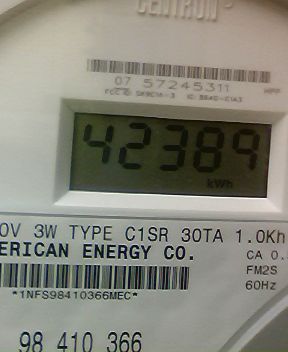 CENTRON
07 57245311
42389
kWh
0V 3W TYPE C1SR 30TA 1.0Kh
ERICAN ENERGY CO.
CA 0.
FM2S
*1NFS98410366MEC*
60Hz
98 410 366